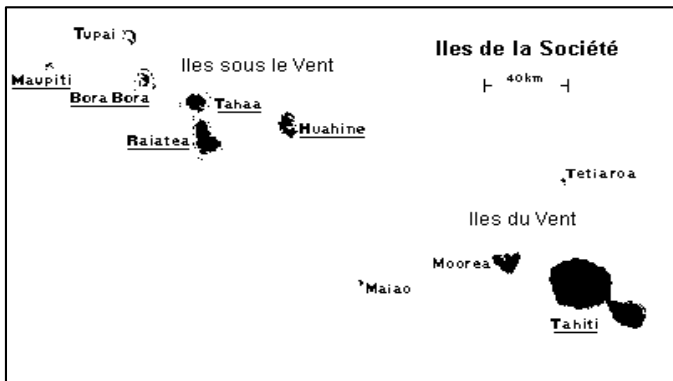 Tupai
Iles de la Société
Iles sous le Vent
Maupiti
40km
Bora Bora
Tahaa
Huahine
Raiatea
Tetiaroa
Iles du Vent
Moorea
Maiao
Tahiti